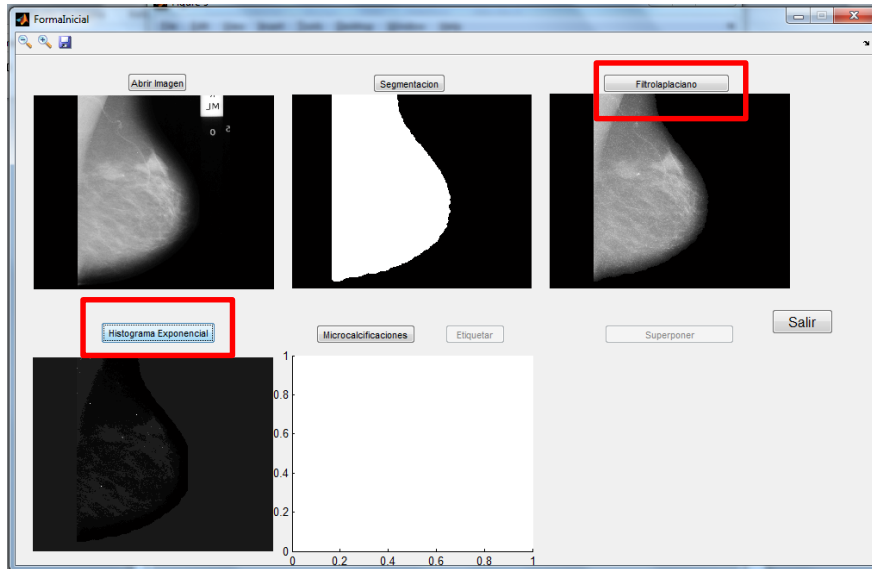 FormaInicial
Abrir Imagen
Segmentacion
Filtrolaplaciano
ML
Histograma Exponencial
Microcalcificaciones
Etiquetar
Superponer
Salir
1
0.8
0.6
0.4
0.2
0
0 0.2 0.4 0.6 0.8 1